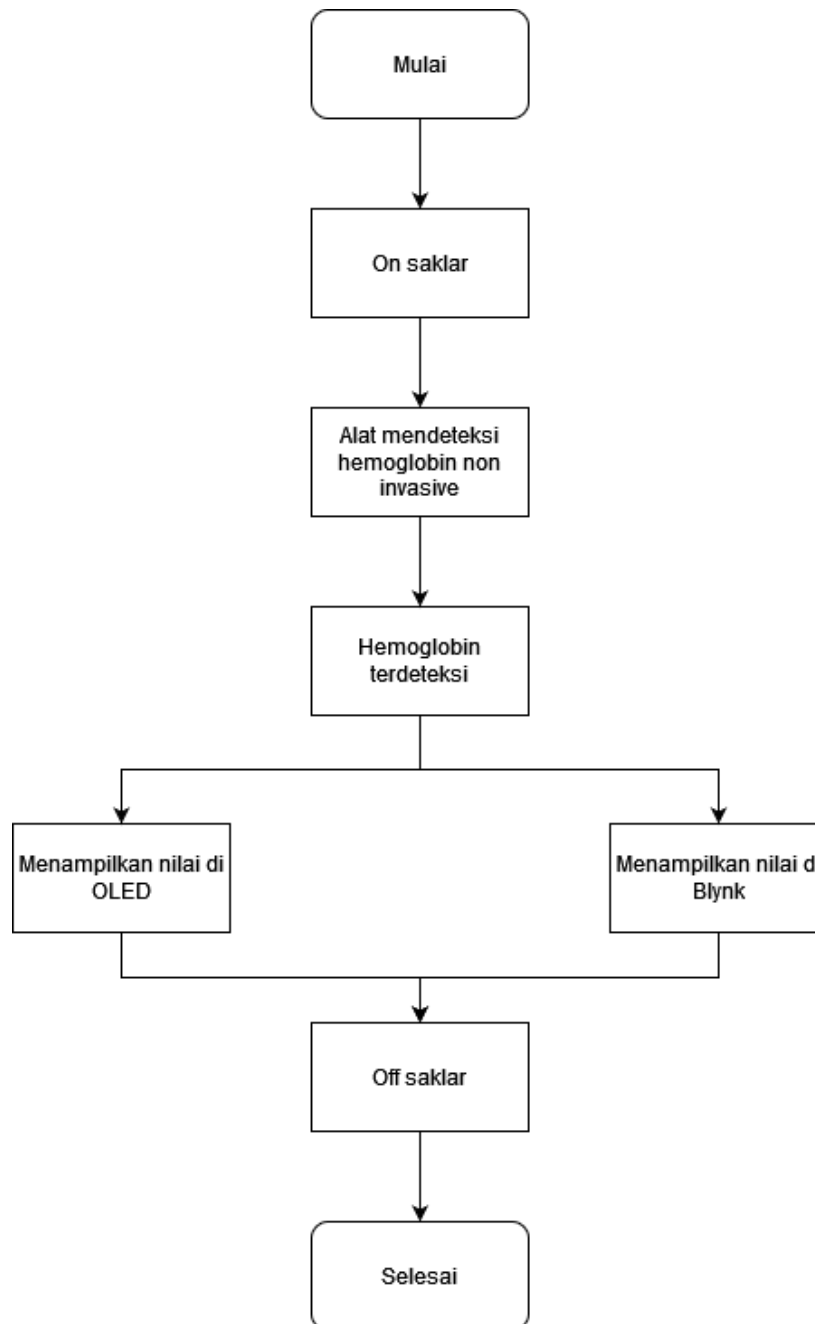 Mulai
On saklar
Alat mendeteksi
hemoglobin non
invasive
Hemoglobin
terdeteksi
Menampilkan nilai di
OLED
Menampilkan nilai d
Blynk
Off saklar
Selesai